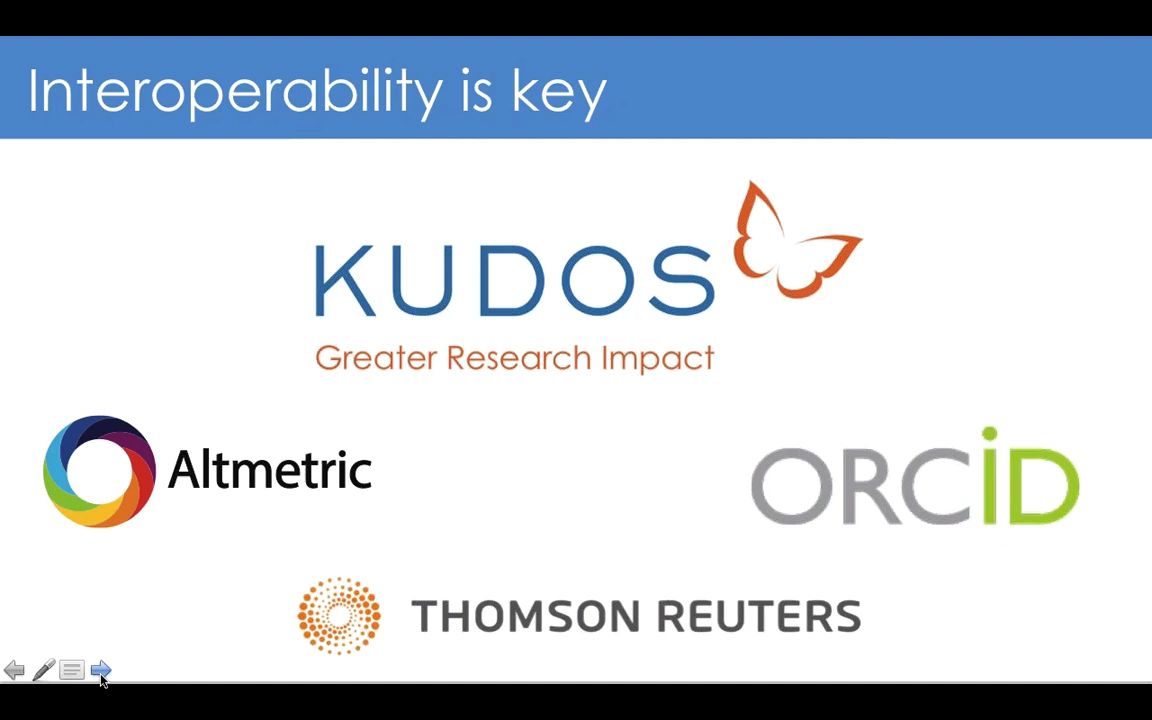 Interoperability is key
KUDOS
Greater Research Impact
Altmetric
ORCiD
THOMSON REUTERS